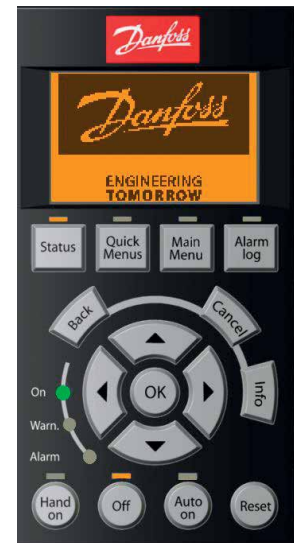 Danfoss
Danfoss
ENGINEERING
TOMORROW
Status
Quick
Menus
Main
Menu
Alarm
log
Back
Cancel
Info
OK
On
Warn.
Alarm
Hand
on
Off
Auto
on
Reset